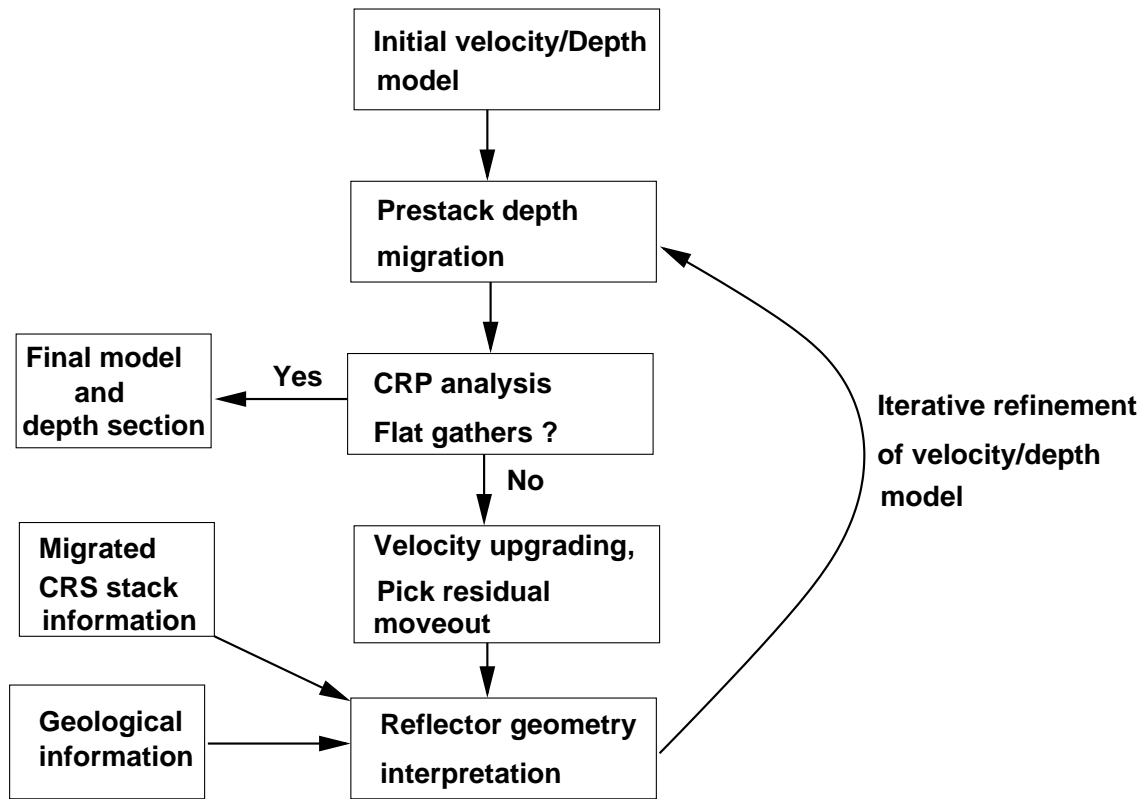 Initial velocity/Depth
model
Prestack depth
migration
Final model
and
depth section
Yes
CRP analysis
Flat gathers ?
No
Iterative refinement
of velocity/depth
model
Migrated
CRS stack
information
Velocity upgrading,
Pick residual
moveout
Geological
information
Reflector geometry
interpretation